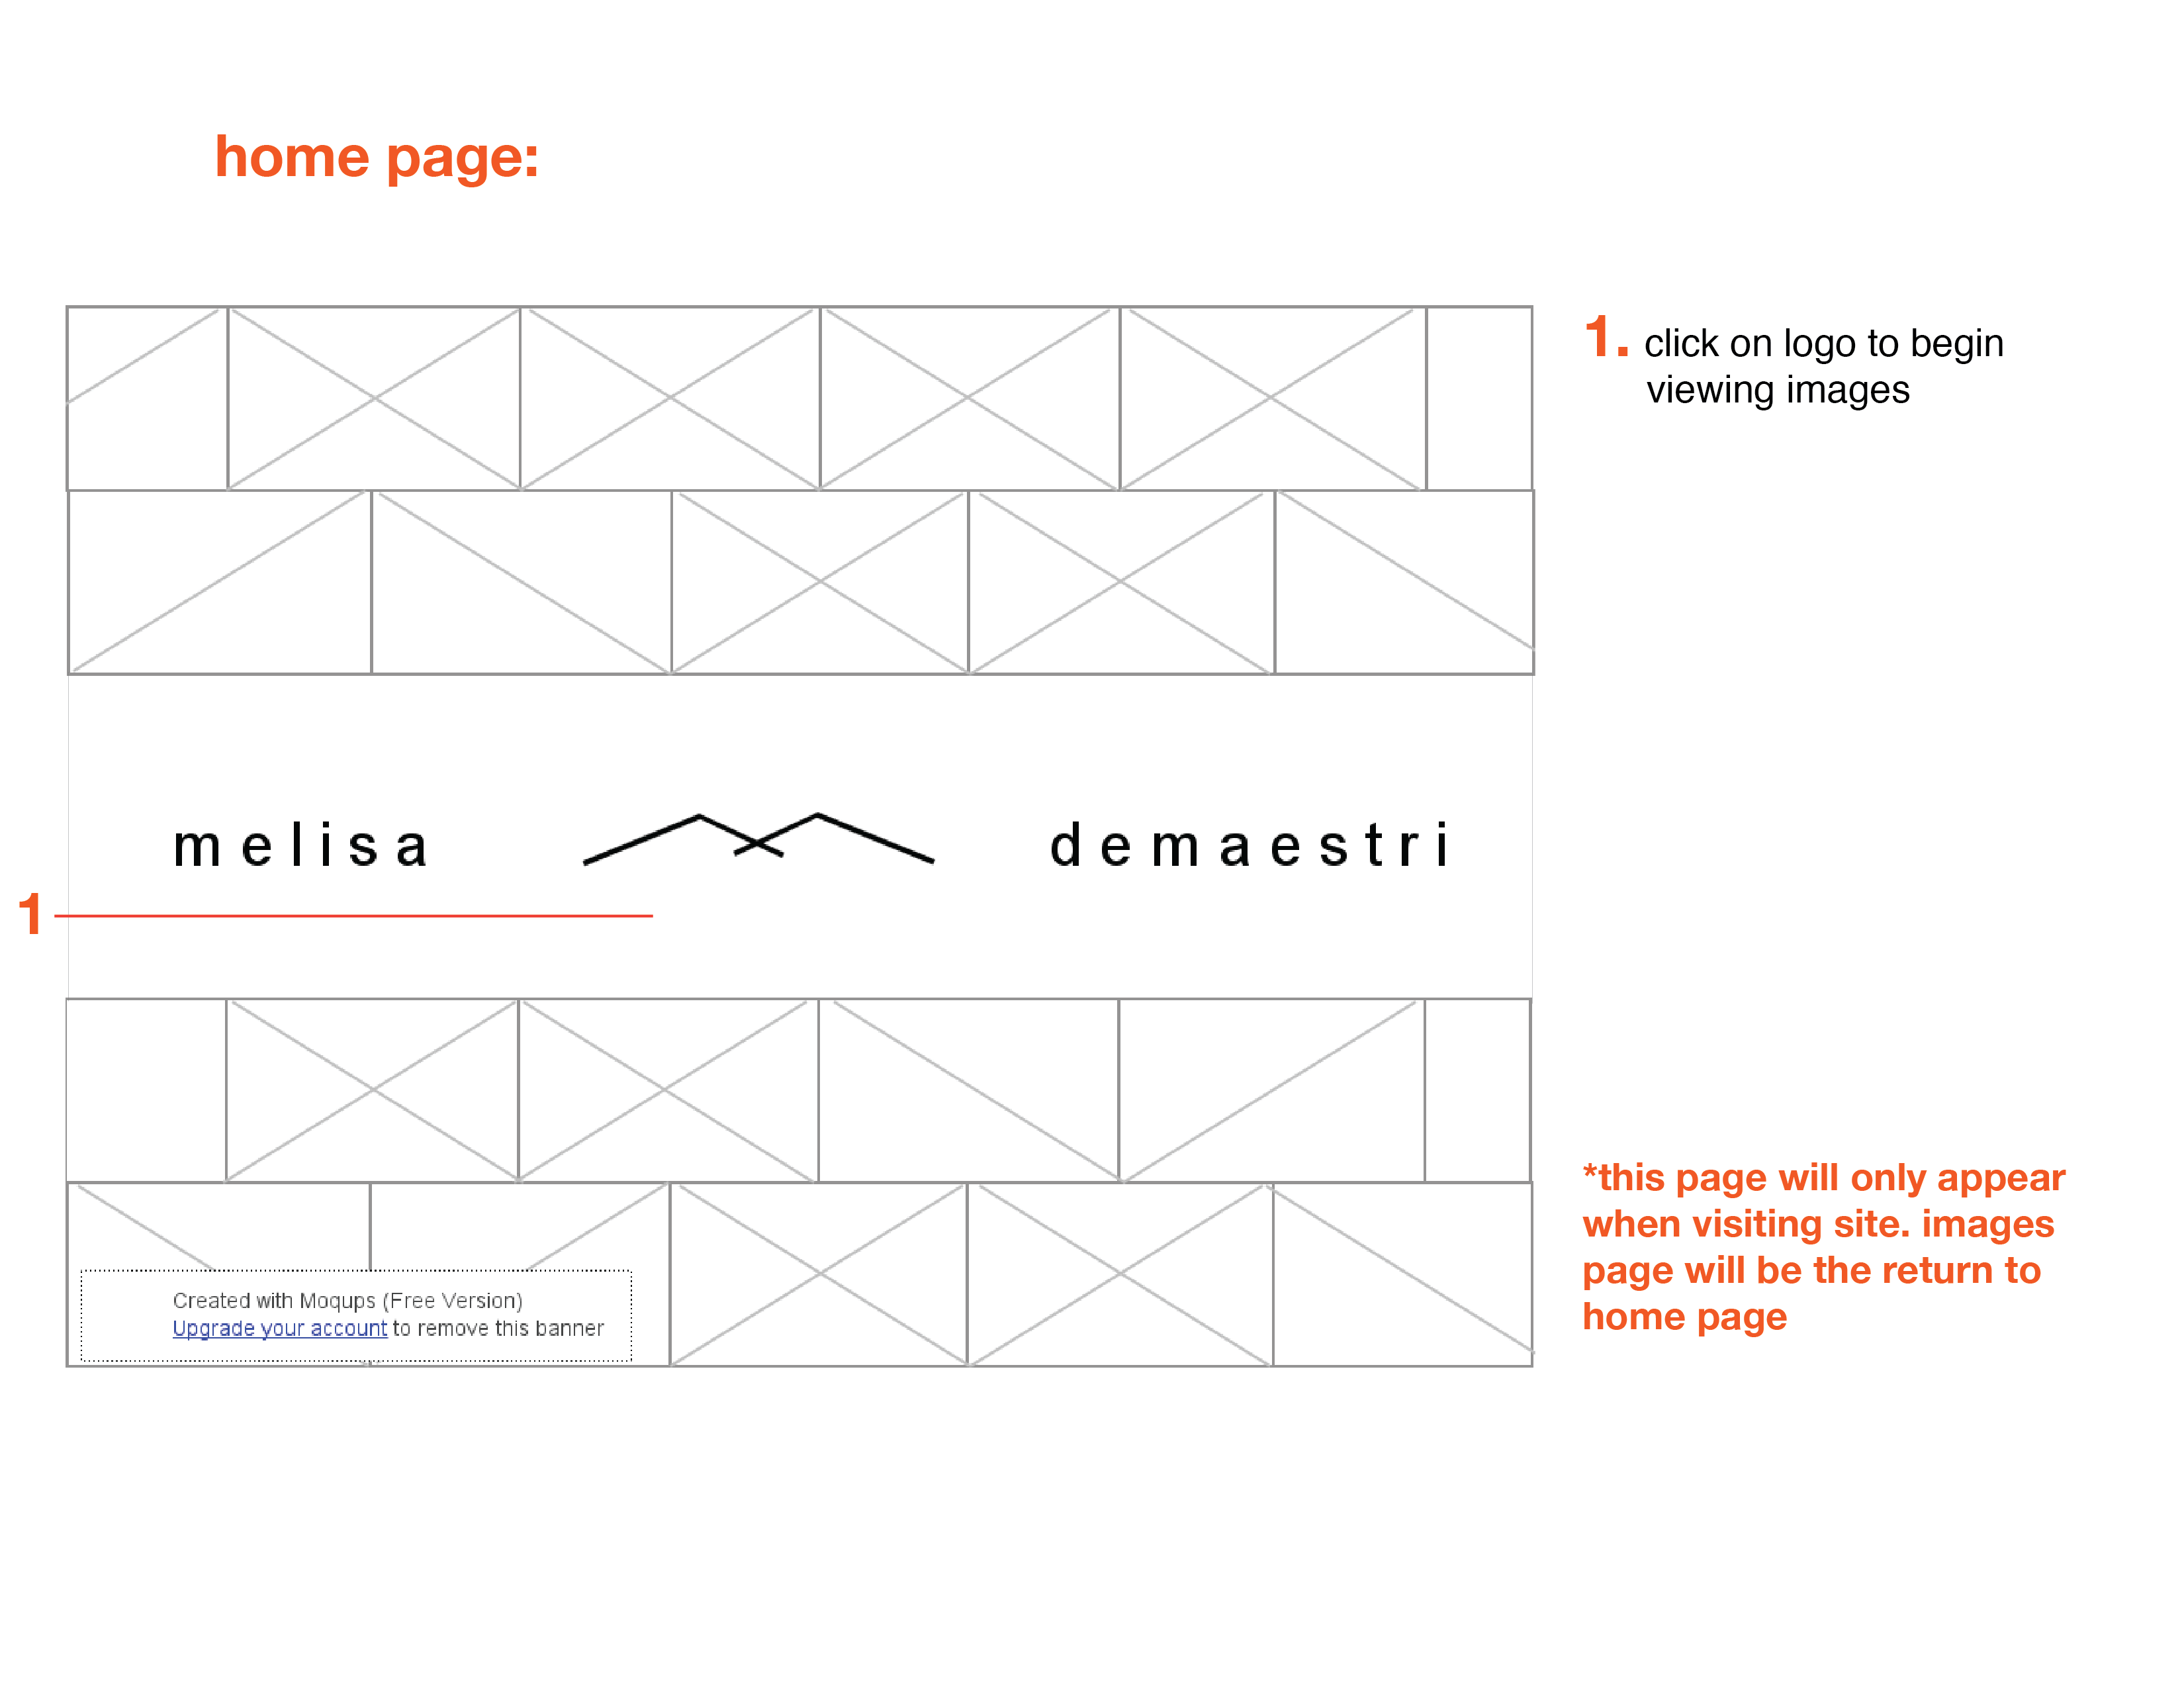 home page:
1. click on logo to begin
viewing images
melisa demaestri
1
*this page will only appear
when visiting site. images
page will be the return to
home page
Created with Moqups (Free Version)
Upgrade your account to remove this banner